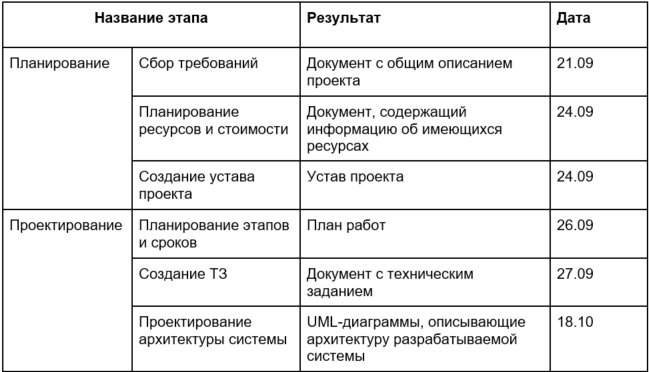 Название этапа Результат Дата
Планирование Сбор требований Документ с общим описанием 21.09
проекта
Планирование Документ, содержащий 24.09
ресурсов и стоимости информацию об имеющихся
ресурсах
Создание устава Устав проекта 24.09
проекта
Проектирование Планирование этапов План работ 26.09
и сроков
Создание ТЗ Документ с техническим 27.09
заданием
Проектирование UML-диаграммы, описывающие 18.10
архитектуры системы архитектуру разрабатываемой
системы